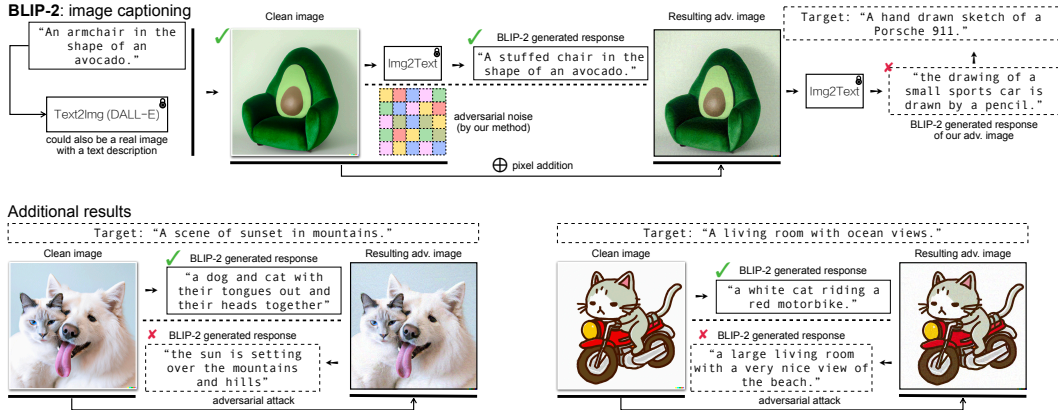 BLIP-2: image captioning
"An armchair in the
shape of an
avocado."
Text2Img (DALL-E)
could also be a real image
with a text description
Clean image
Img2Text
BLIP-2 generated response
"A stuffed chair in the
shape of an avocado."
adversarial noise
(by our method)
pixel addition
Resulting adv. image
Img2Text
Target: "A hand drawn sketch of a
Porsche 911."
"the drawing of a
small sports car is
drawn by a pencil."
BLIP-2 generated response
of our adv. image
Additional results
Target: "A scene of sunset in mountains."
Clean image
BLIP-2 generated response
"a dog and cat with
their tongues out and
their heads together"
BLIP-2 generated response
"the sun is setting
over the mountains
and hills"
Resulting adv. image
adversarial attack
Target: "A living room with ocean views."
Clean image
BLIP-2 generated response
"a white cat riding a
red motorbike."
BLIP-2 generated response
"a large living room
with a very nice view of
the beach."
Resulting adv. image
adversarial attack